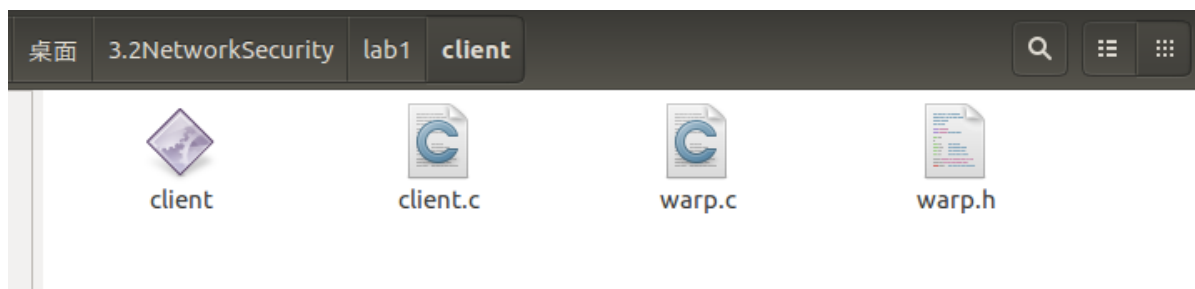 桌面 3.2NetworkSecurity lab1 client
client client.c warp.c warp.h